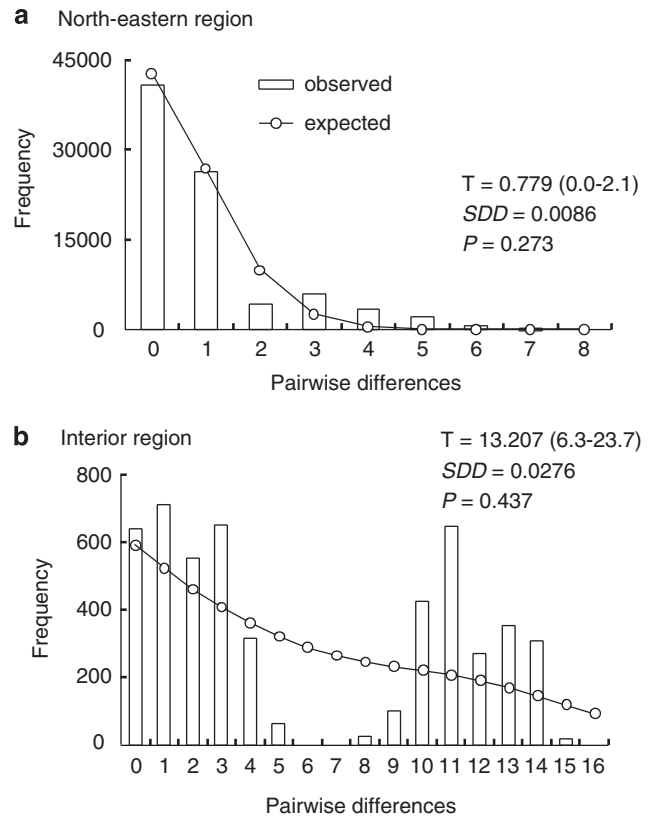 a North-eastern region
45000
30000
15000
0
Frequency
observed
expected
T = 0.779 (0.0-2.1)
SDD = 0.0086
P = 0.273
0 1 2 3 4 5 6 7 8
Pairwise differences
b Interior region
T = 13.207 (6.3-23.7)
SDD = 0.0276
P = 0.437
800
600
400
200
0
Frequency
0 1 2 3 4 5 6 7 8 9 10 11 12 13 14 15 16
Pairwise differences